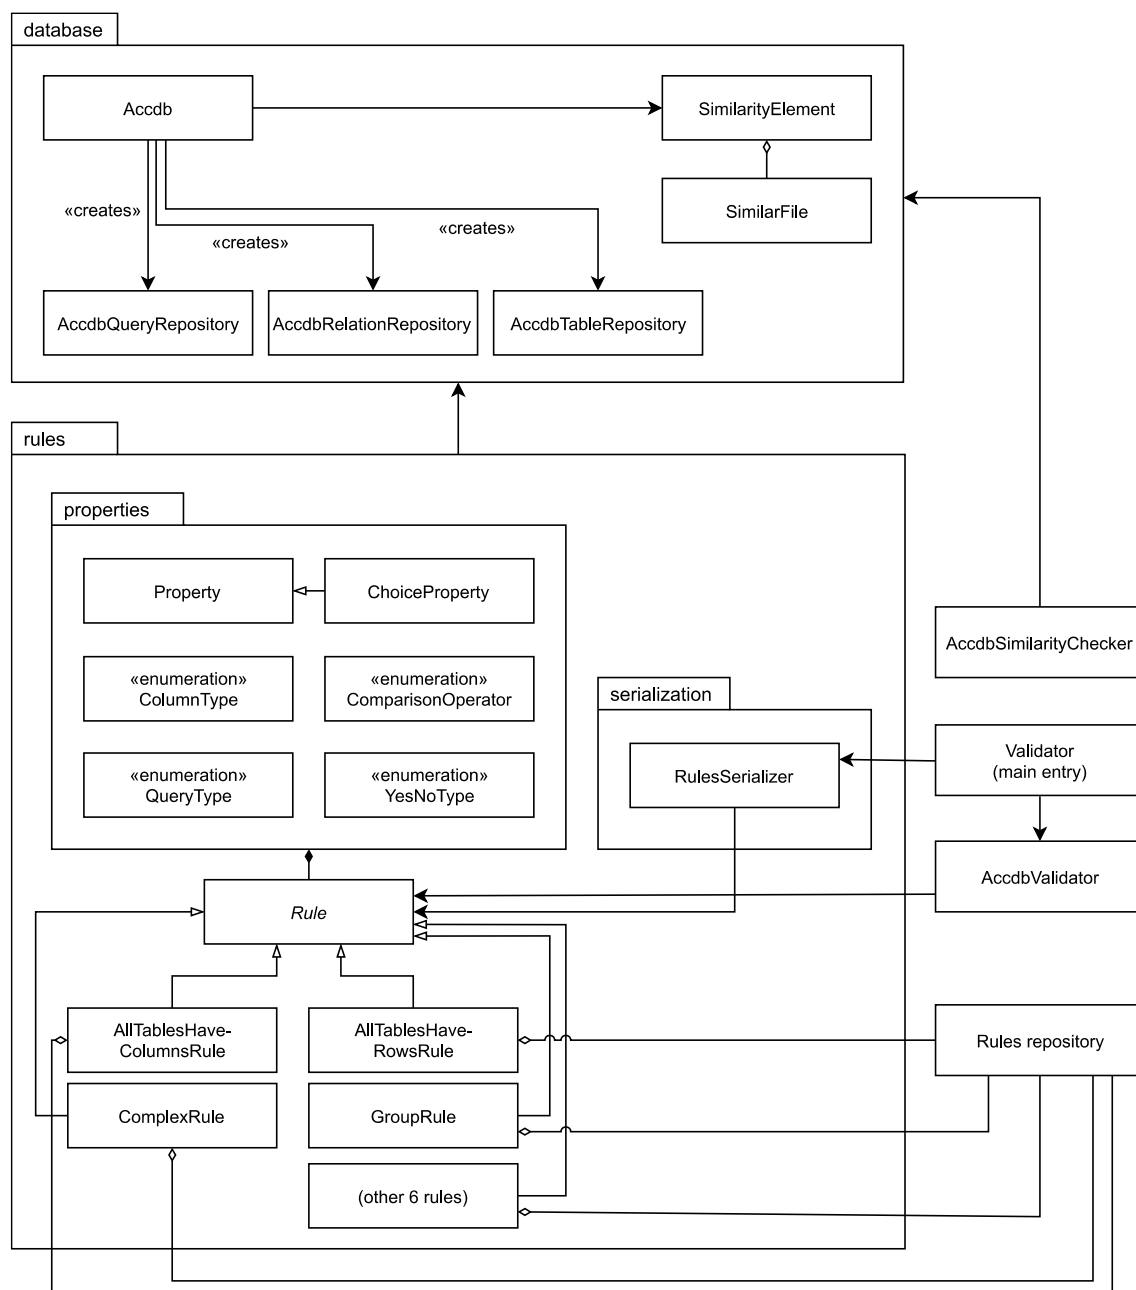 database
Accdb
SimilarityElement
SimilarFile
«creates»
«creates»
«creates»
AccdbQueryRepository
AccdbRelationRepository
AccdbTableRepository
rules
properties
Property
ChoiceProperty
«enumeration»
ColumnType
«enumeration»
ComparisonOperator
«enumeration»
QueryType
«enumeration»
YesNoType
serialization
RulesSerializer
AccdbSimilarityChecker
Validator
(main entry)
AccdbValidator
Rule
AllTablesHave-
ColumnsRule
AllTablesHave-
RowsRule
Rules repository
ComplexRule
GroupRule
(other 6 rules)